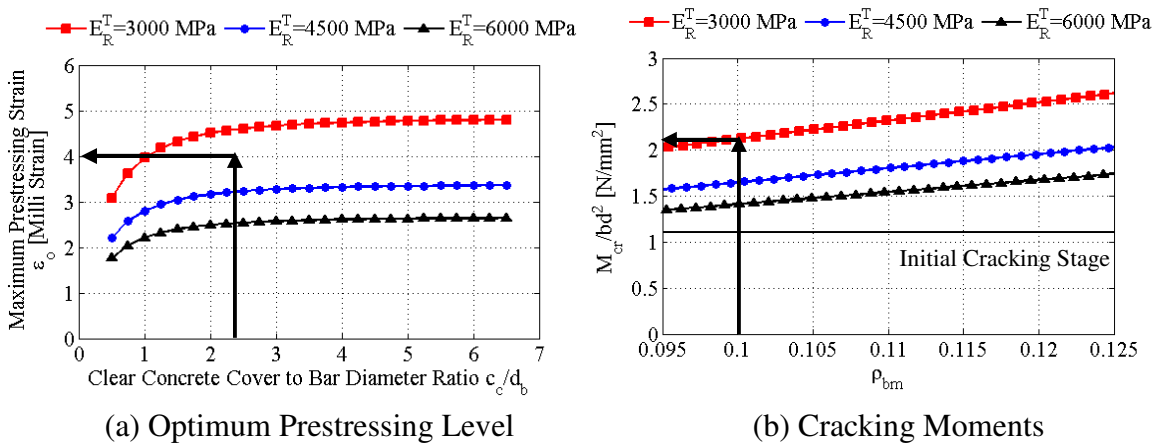 E_R^T=3000 MPa E_R^T=4500 MPa E_R^T=6000 MPa
Maximum Prestressing Strain
ε_o [Milli Strain]
6
5
4
3
2
1
0
0 1 2 3 4 5 6 7
Clear Concrete Cover to Bar Diameter Ratio c_c/d_b
(a) Optimum Prestressing Level
E_R^T=3000 MPa E_R^T=4500 MPa E_R^T=6000 MPa
M_cr/bd² [N/mm²]
3
2.5
2
1.5
1
0.5
0
Initial Cracking Stage
0.095 0.1 0.105 0.11 0.115 0.12 0.125
ρ_bm
(b) Cracking Moments